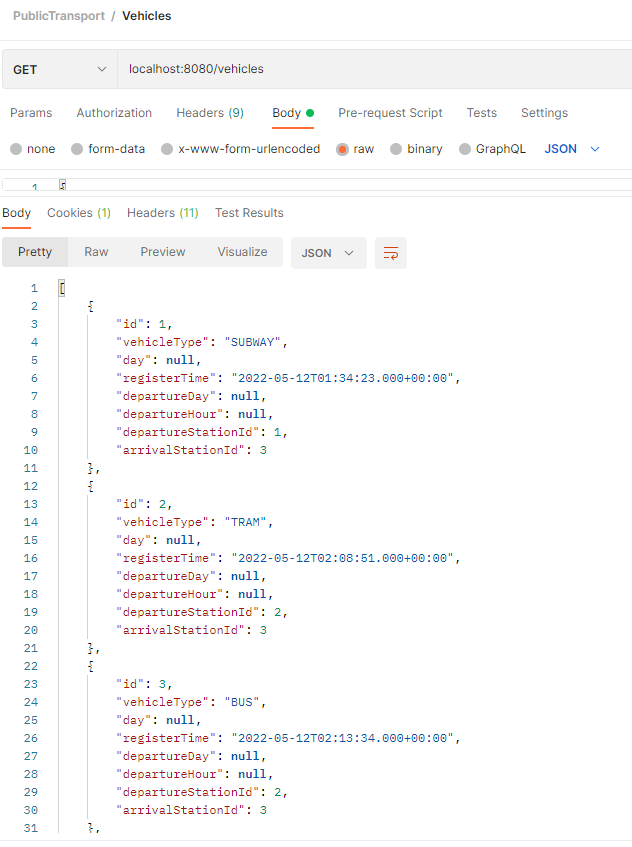 PublicTransport / Vehicles
GET localhost:8080/vehicles
Params Authorization Headers (9) Body Pre-request Script Tests Settings
none form-data x-www-form-urlencoded raw binary GraphQL JSON
1 [
Body Cookies (1) Headers (11) Test Results
Pretty Raw Preview Visualize JSON
1 [
2 {
3 "id": 1,
4 "vehicleType": "SUBWAY",
5 "day": null,
6 "registerTime": "2022-05-12T01:34:23.000+00:00",
7 "departureDay": null,
8 "departureHour": null,
9 "departureStationId": 1,
10 "arrivalStationId": 3
11 },
12 {
13 "id": 2,
14 "vehicleType": "TRAM",
15 "day": null,
16 "registerTime": "2022-05-12T02:08:51.000+00:00",
17 "departureDay": null,
18 "departureHour": null,
19 "departureStationId": 2,
20 "arrivalStationId": 3
21 },
22 {
23 "id": 3,
24 "vehicleType": "BUS",
25 "day": null,
26 "registerTime": "2022-05-12T02:13:34.000+00:00",
27 "departureDay": null,
28 "departureHour": null,
29 "departureStationId": 2,
30 "arrivalStationId": 3
31 },